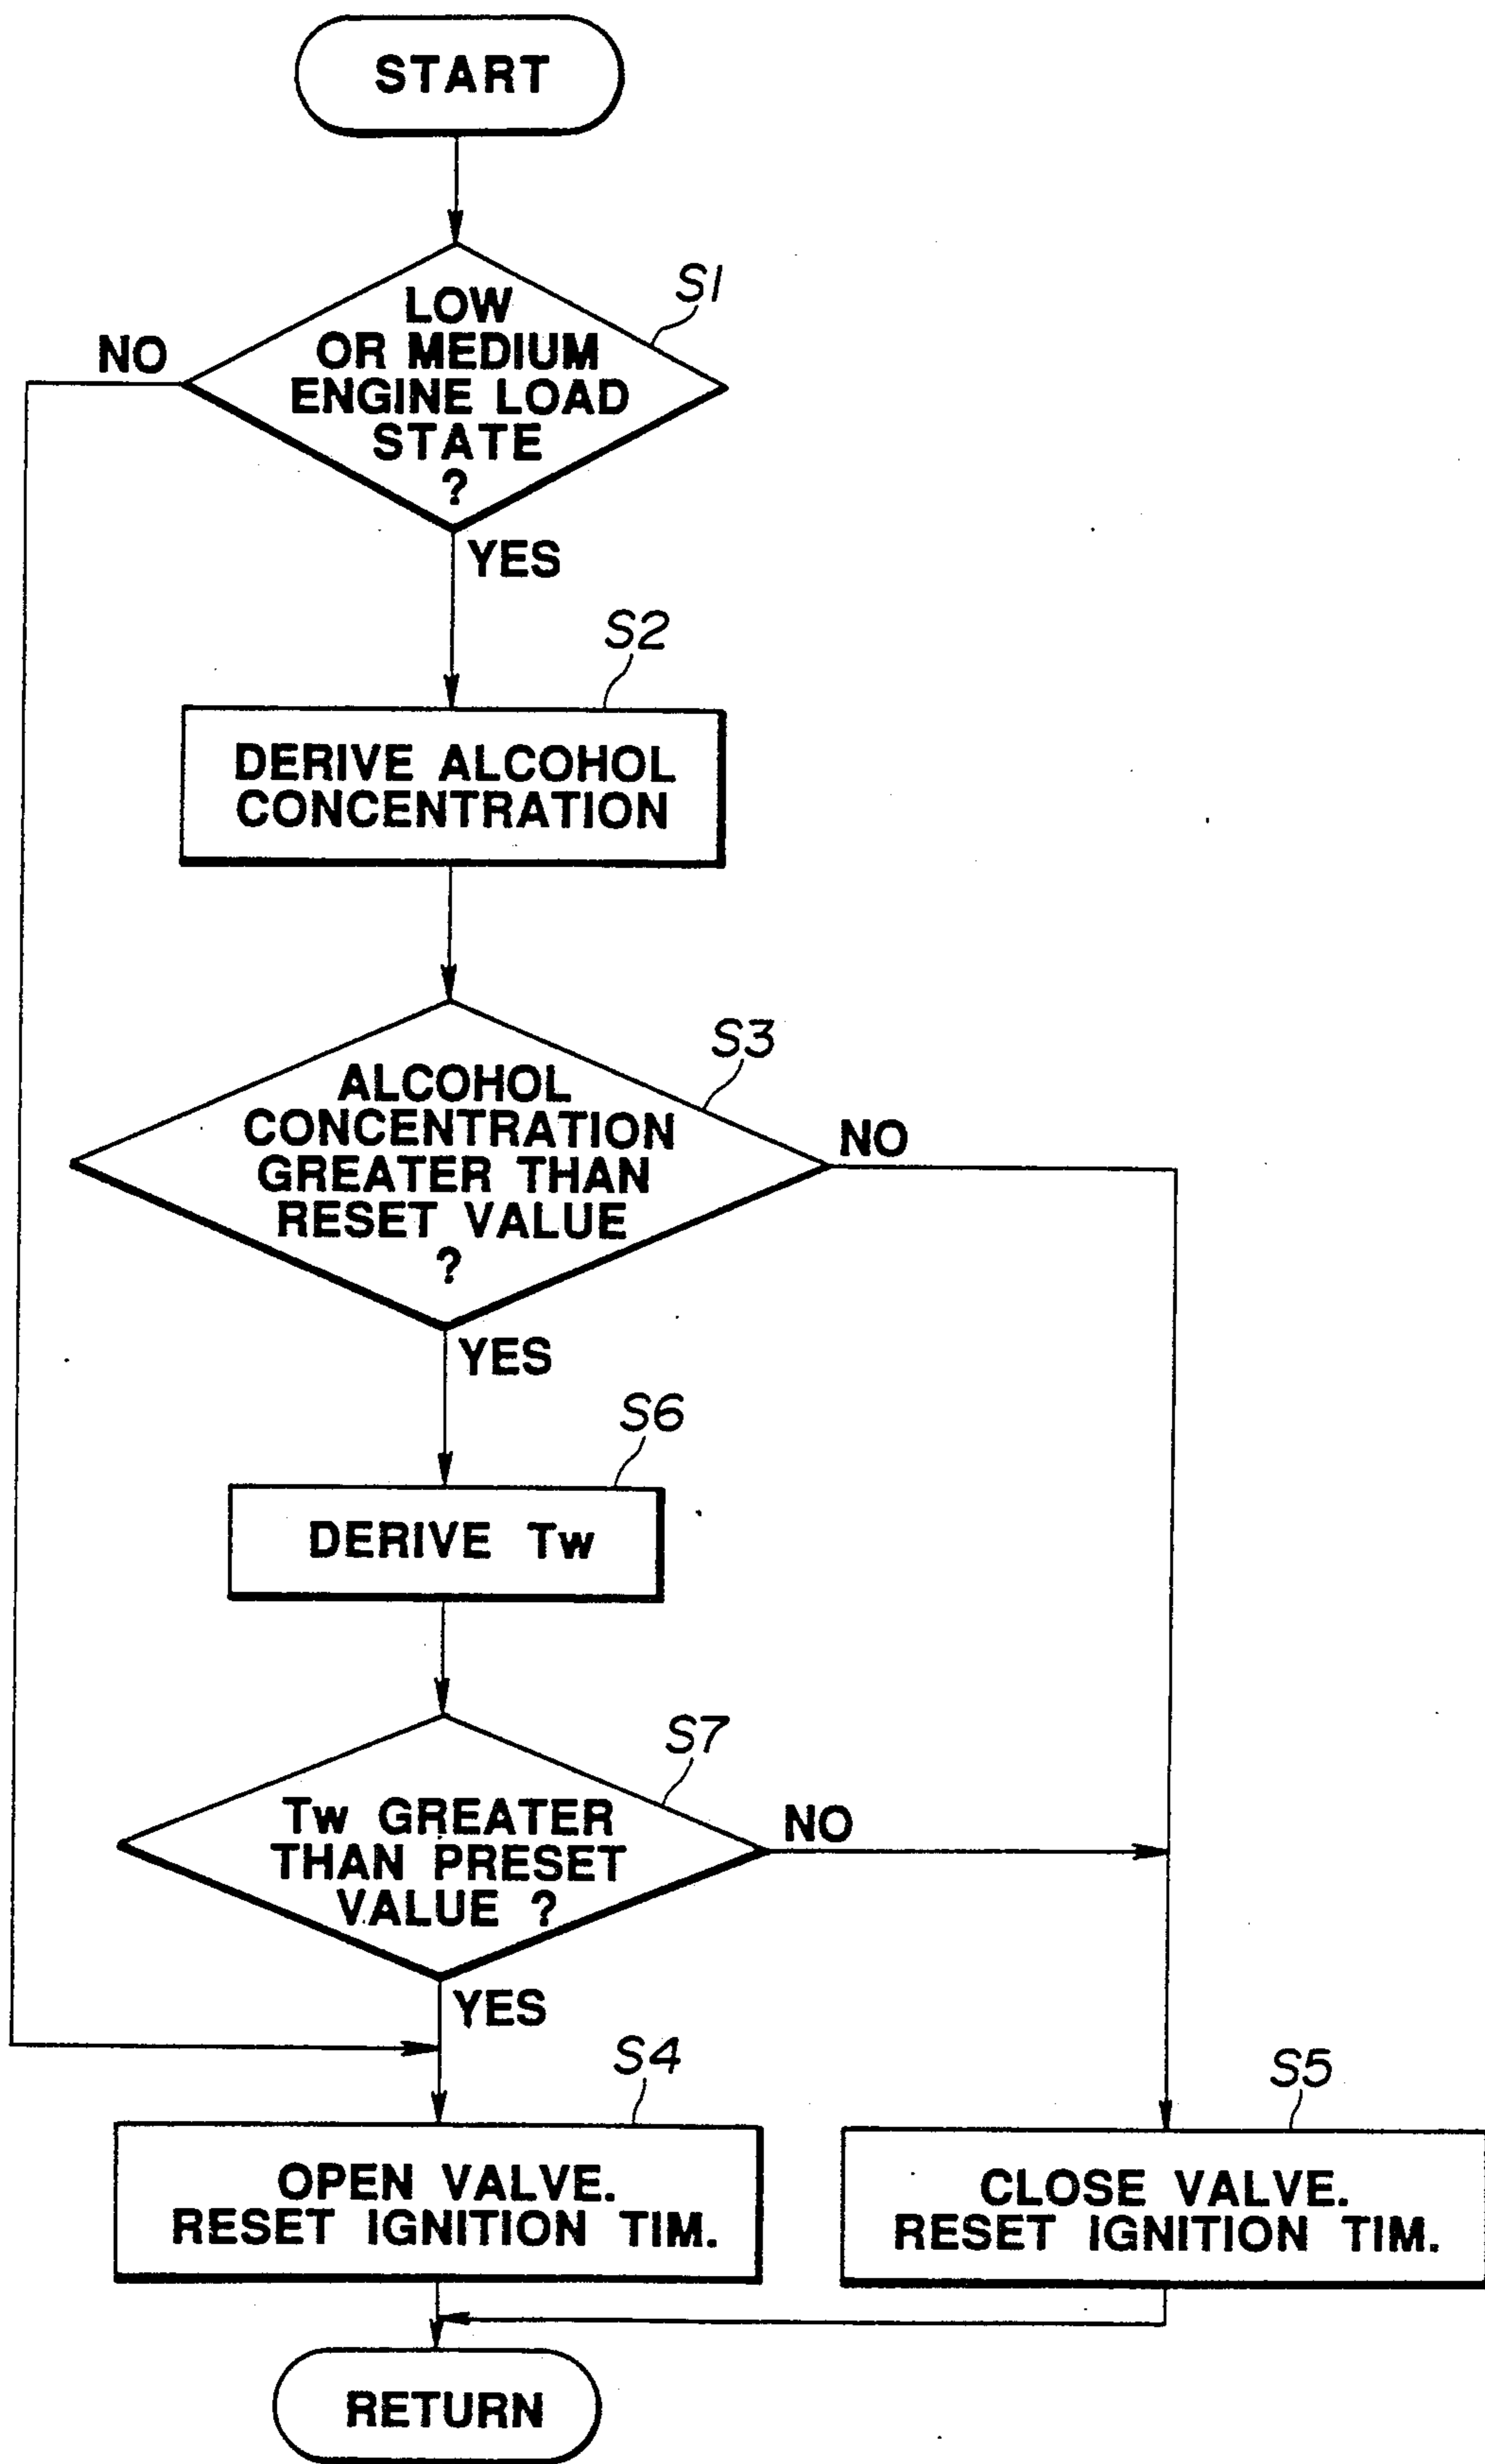 START
S1
LOW
OR MEDIUM
ENGINE LOAD
STATE
?
NO
YES
S2
DERIVE ALCOHOL
CONCENTRATION
S3
ALCOHOL
CONCENTRATION
GREATER THAN
RESET VALUE
?
NO
YES
S6
DERIVE Tw
S7
Tw GREATER
THAN PRESET
VALUE ?
NO
YES
S4
OPEN VALVE.
RESET IGNITION TIM.
S5
CLOSE VALVE.
RESET IGNITION TIM.
RETURN